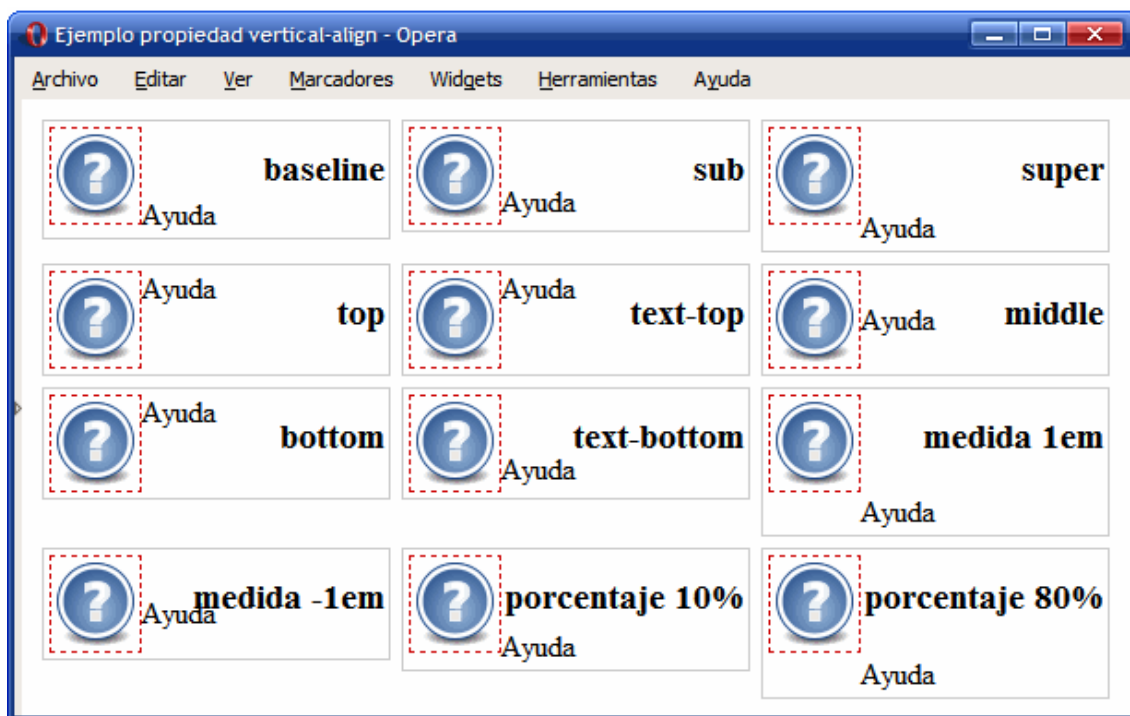 Ejemplo propiedad vertical-align - Opera
Archivo Editar Ver Marcadores Widgets Herramientas Ayuda
? baseline Ayuda
? sub Ayuda
? super Ayuda
? Ayuda top
? Ayuda text-top
? Ayuda middle
? Ayuda bottom
? text-bottom Ayuda
? medida 1em Ayuda
? medida -1em Ayuda
? porcentaje 10% Ayuda
? porcentaje 80% Ayuda